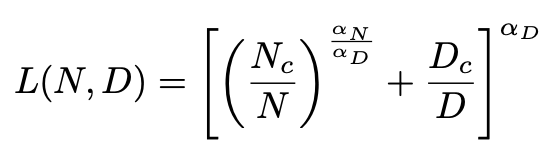 L(N, D) = [(N_c/N)^{α_N/α_D} + D_c/D]^{α_D}